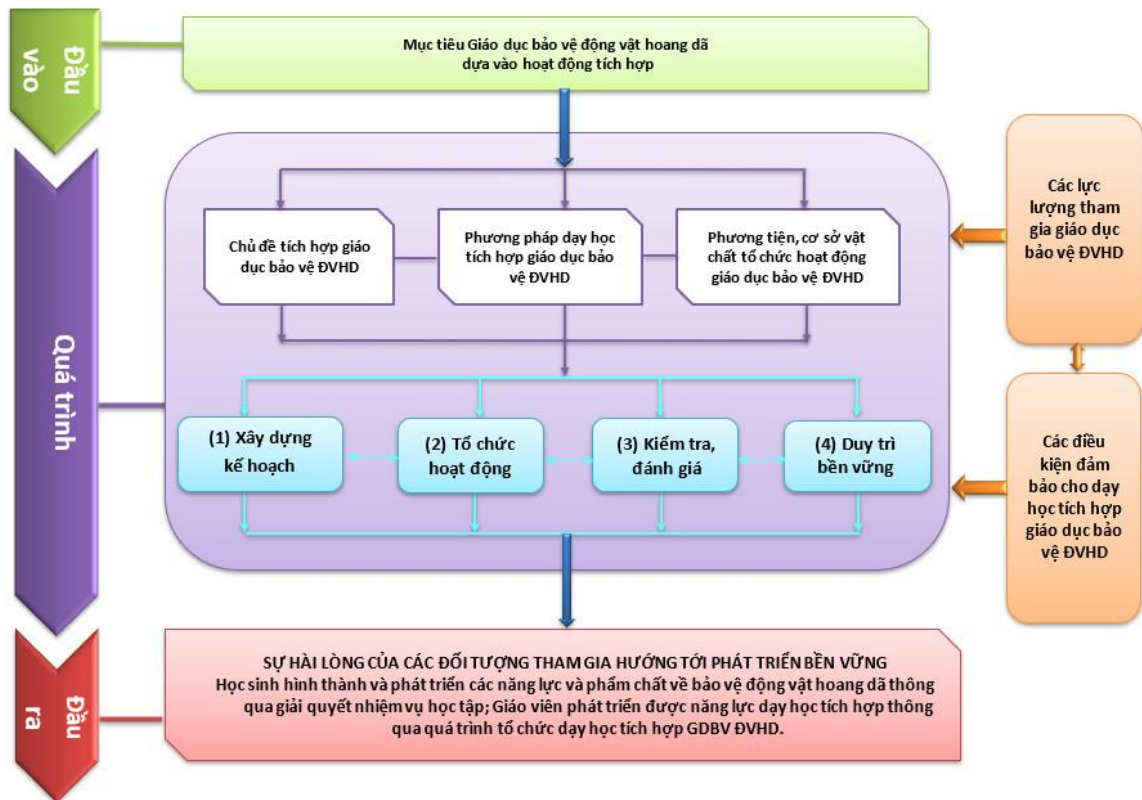 Đầu
vào
Mục tiêu Giáo dục bảo vệ động vật hoang dã
dựa vào hoạt động tích hợp
Quá trình
Chủ đề tích hợp giáo
dục bảo vệ ĐVHD
Phương pháp dạy học
tích hợp giáo dục bảo
vệ ĐVHD
Phương tiện, cơ sở vật
chất tổ chức hoạt động
giáo dục bảo vệ ĐVHD
Các lực
lượng tham
gia giáo dục
bảo vệ ĐVHD
(1) Xây dựng
kế hoạch
(2) Tổ chức
hoạt động
(3) Kiểm tra,
đánh giá
(4) Duy trì
bền vững
Các điều
kiện đảm
bảo cho dạy
học tích hợp
giáo dục bảo
vệ ĐVHD
Đầu
ra
SỰ HÀI LÒNG CỦA CÁC ĐỐI TƯỢNG THAM GIA HƯỚNG TỚI PHÁT TRIỂN BỀN VỮNG
Học sinh hình thành và phát triển các năng lực và phẩm chất về bảo vệ động vật hoang dã thông
qua giải quyết nhiệm vụ học tập; Giáo viên phát triển được năng lực dạy học tích hợp thông
qua quá trình tổ chức dạy học tích hợp GDBV ĐVHD.